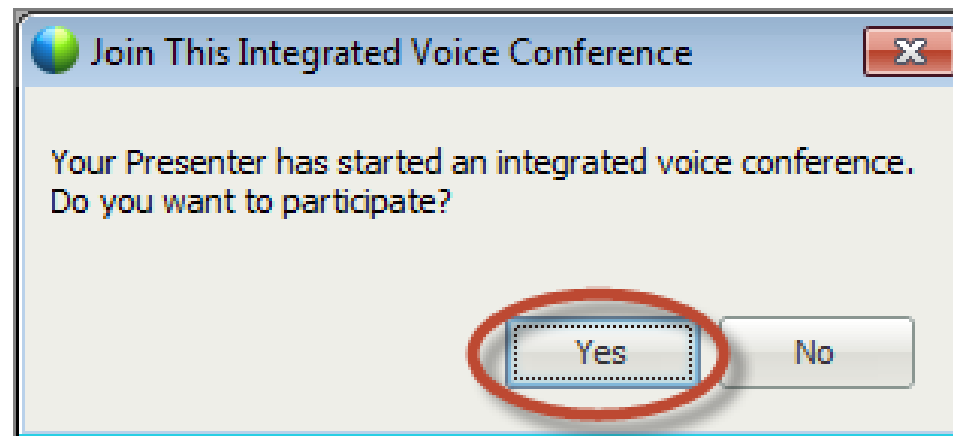 Join This Integrated Voice Conference
Your Presenter has started an integrated voice conference.
Do you want to participate?
Yes No